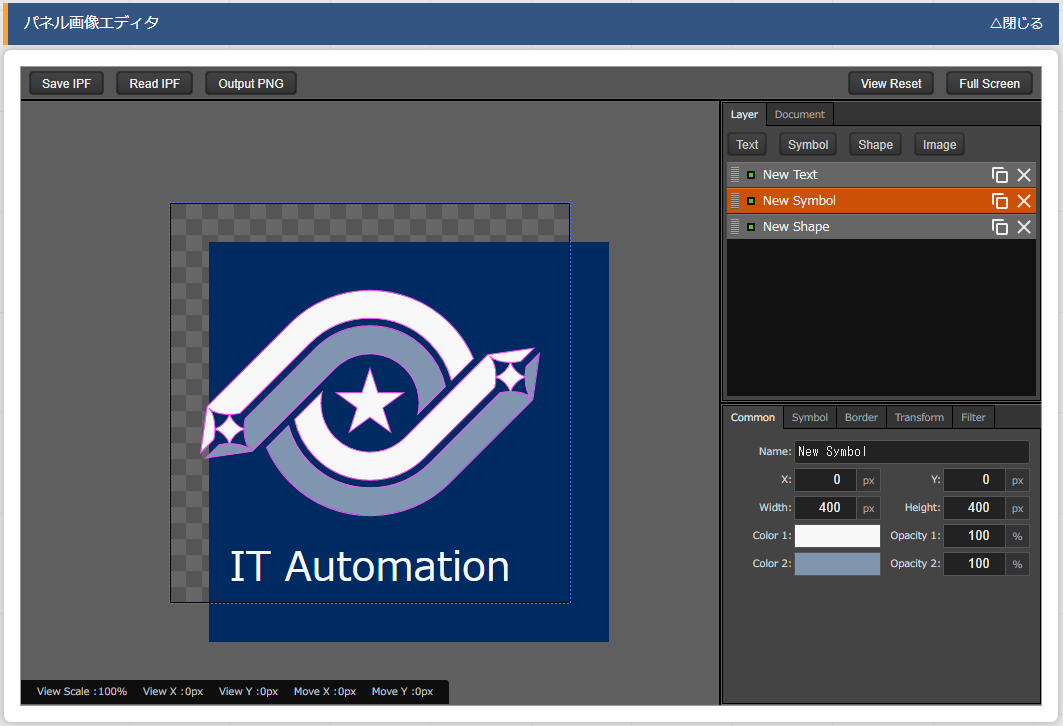 パネル画像エディタ △閉じる
Save IPF Read IPF Output PNG View Reset Full Screen
Layer Document
Text Symbol Shape Image
New Text
New Symbol
New Shape
IT Automation
Common Symbol Border Transform Filter
Name: New Symbol
X: 0 px Y: 0 px
Width: 400 px Height: 400 px
Color 1: Opacity 1: 100 %
Color 2: Opacity 2: 100 %
View Scale :100% View X :0px View Y :0px Move X :0px Move Y :0px